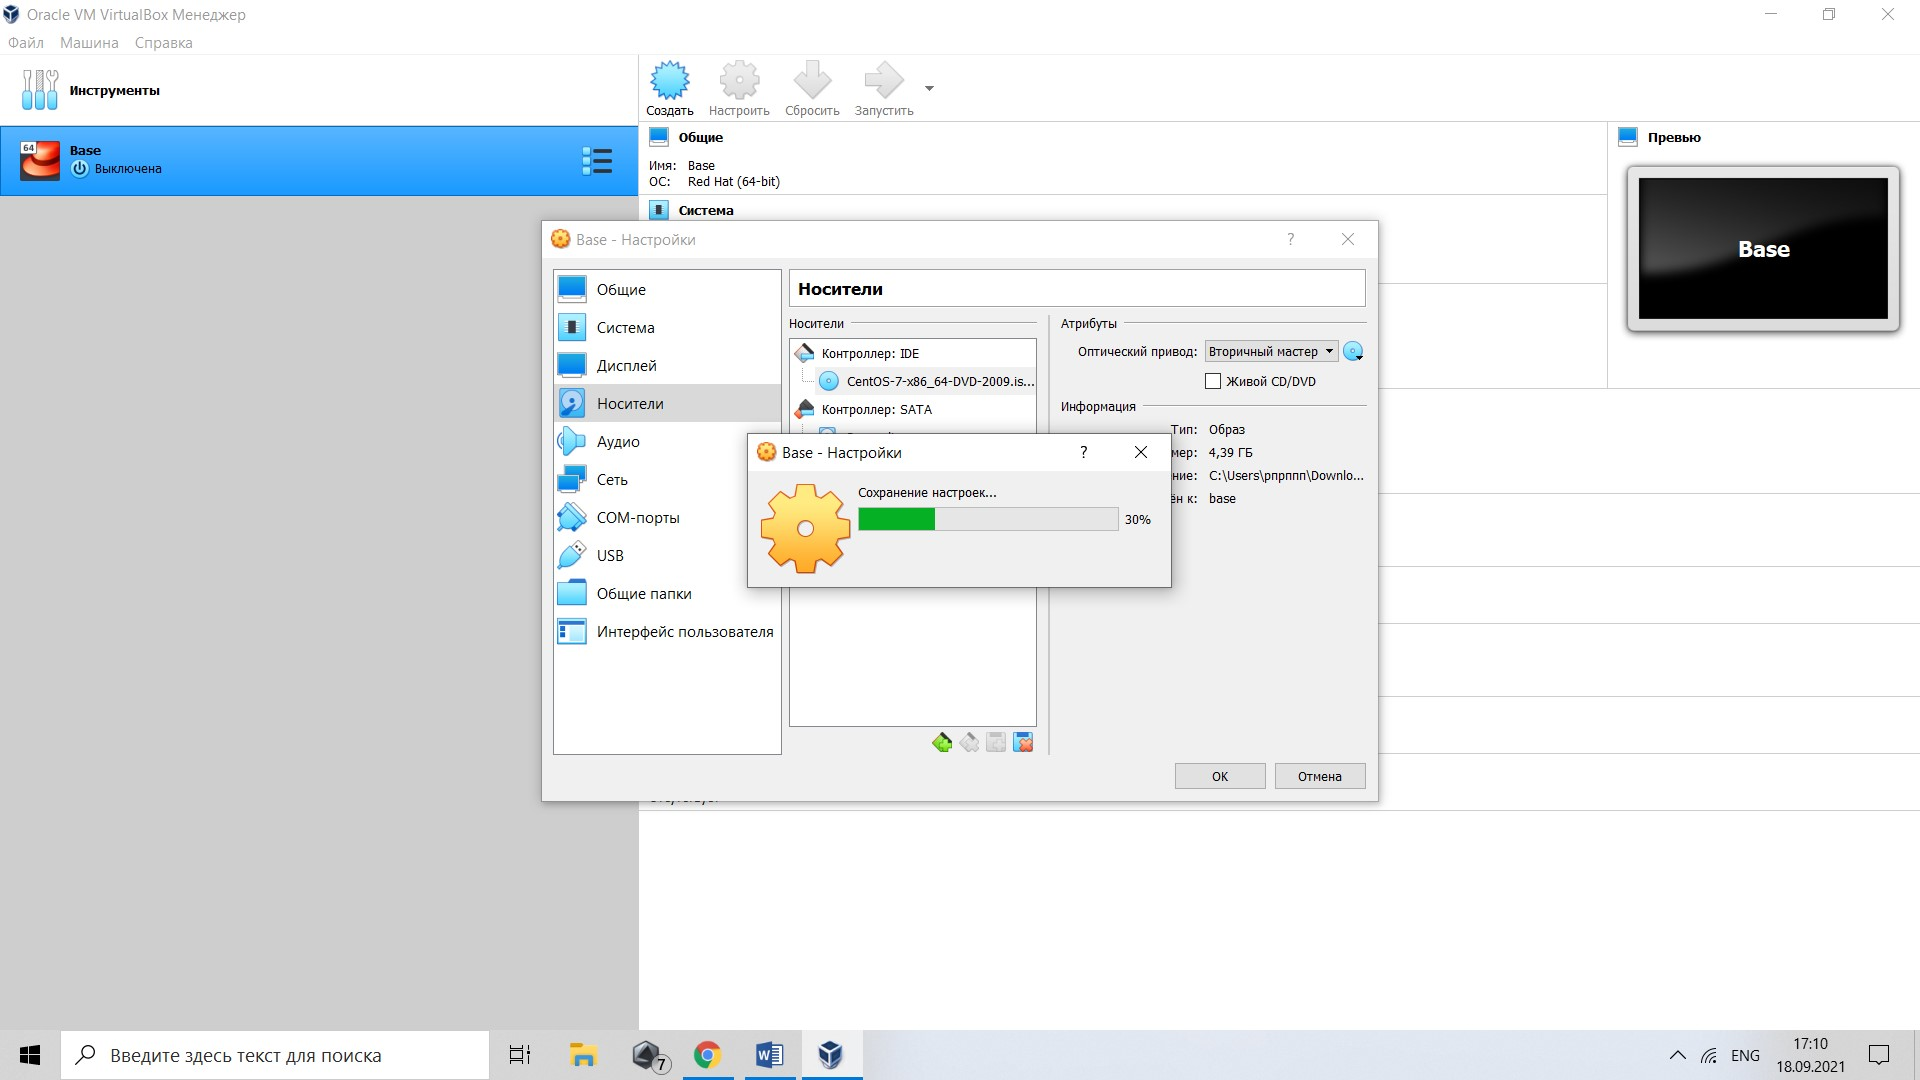 Oracle VM VirtualBox Менеджер
Файл Машина Справка
Инструменты
64
Base
Выключена
Создать Настроить Сбросить Запустить
Общие
Имя: Base
ОС: Red Hat (64-bit)
Система
Превью
Base
Base - Настройки ?
Общие
Система
Дисплей
Носители
Аудио
Сеть
COM-порты
USB
Общие папки
Интерфейс пользователя
Носители
Носители
Контроллер: IDE
CentOS-7-x86_64-DVD-2009.is...
Контроллер: SATA
Атрибуты
Оптический привод: Вторичный мастер
Живой CD/DVD
Информация
Тип: Образ
мер: 4,39 ГБ
ние: C:\Users\рпрппп\Downlo...
ён к: base
Base - Настройки ?
Сохранение настроек...
30%
OK Отмена
Введите здесь текст для поиска
7
ENG
17:10
18.09.2021